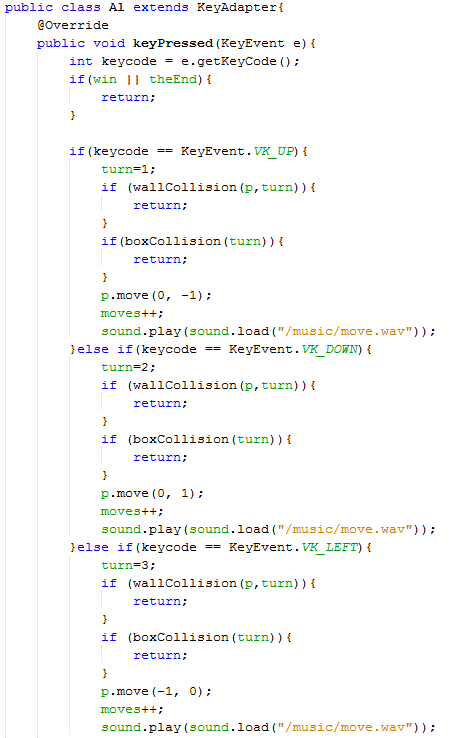 public class Al extends KeyAdapter{
    @Override
    public void keyPressed(KeyEvent e){
        int keycode = e.getKeyCode();
        if(win || theEnd){
            return;
        }

        if(keycode == KeyEvent.VK_UP){
            turn=1;
            if (wallCollision(p,turn)){
                return;
            }
            if(boxCollision(turn)){
                return;
            }
            p.move(0, -1);
            moves++;
            sound.play(sound.load("/music/move.wav"));
        }else if(keycode == KeyEvent.VK_DOWN){
            turn=2;
            if (wallCollision(p,turn)){
                return;
            }
            if (boxCollision(turn)){
                return;
            }
            p.move(0, 1);
            moves++;
            sound.play(sound.load("/music/move.wav"));
        }else if(keycode == KeyEvent.VK_LEFT){
            turn=3;
            if (wallCollision(p,turn)){
                return;
            }
            if (boxCollision(turn)){
                return;
            }
            p.move(-1, 0);
            moves++;
            sound.play(sound.load("/music/move.wav"));